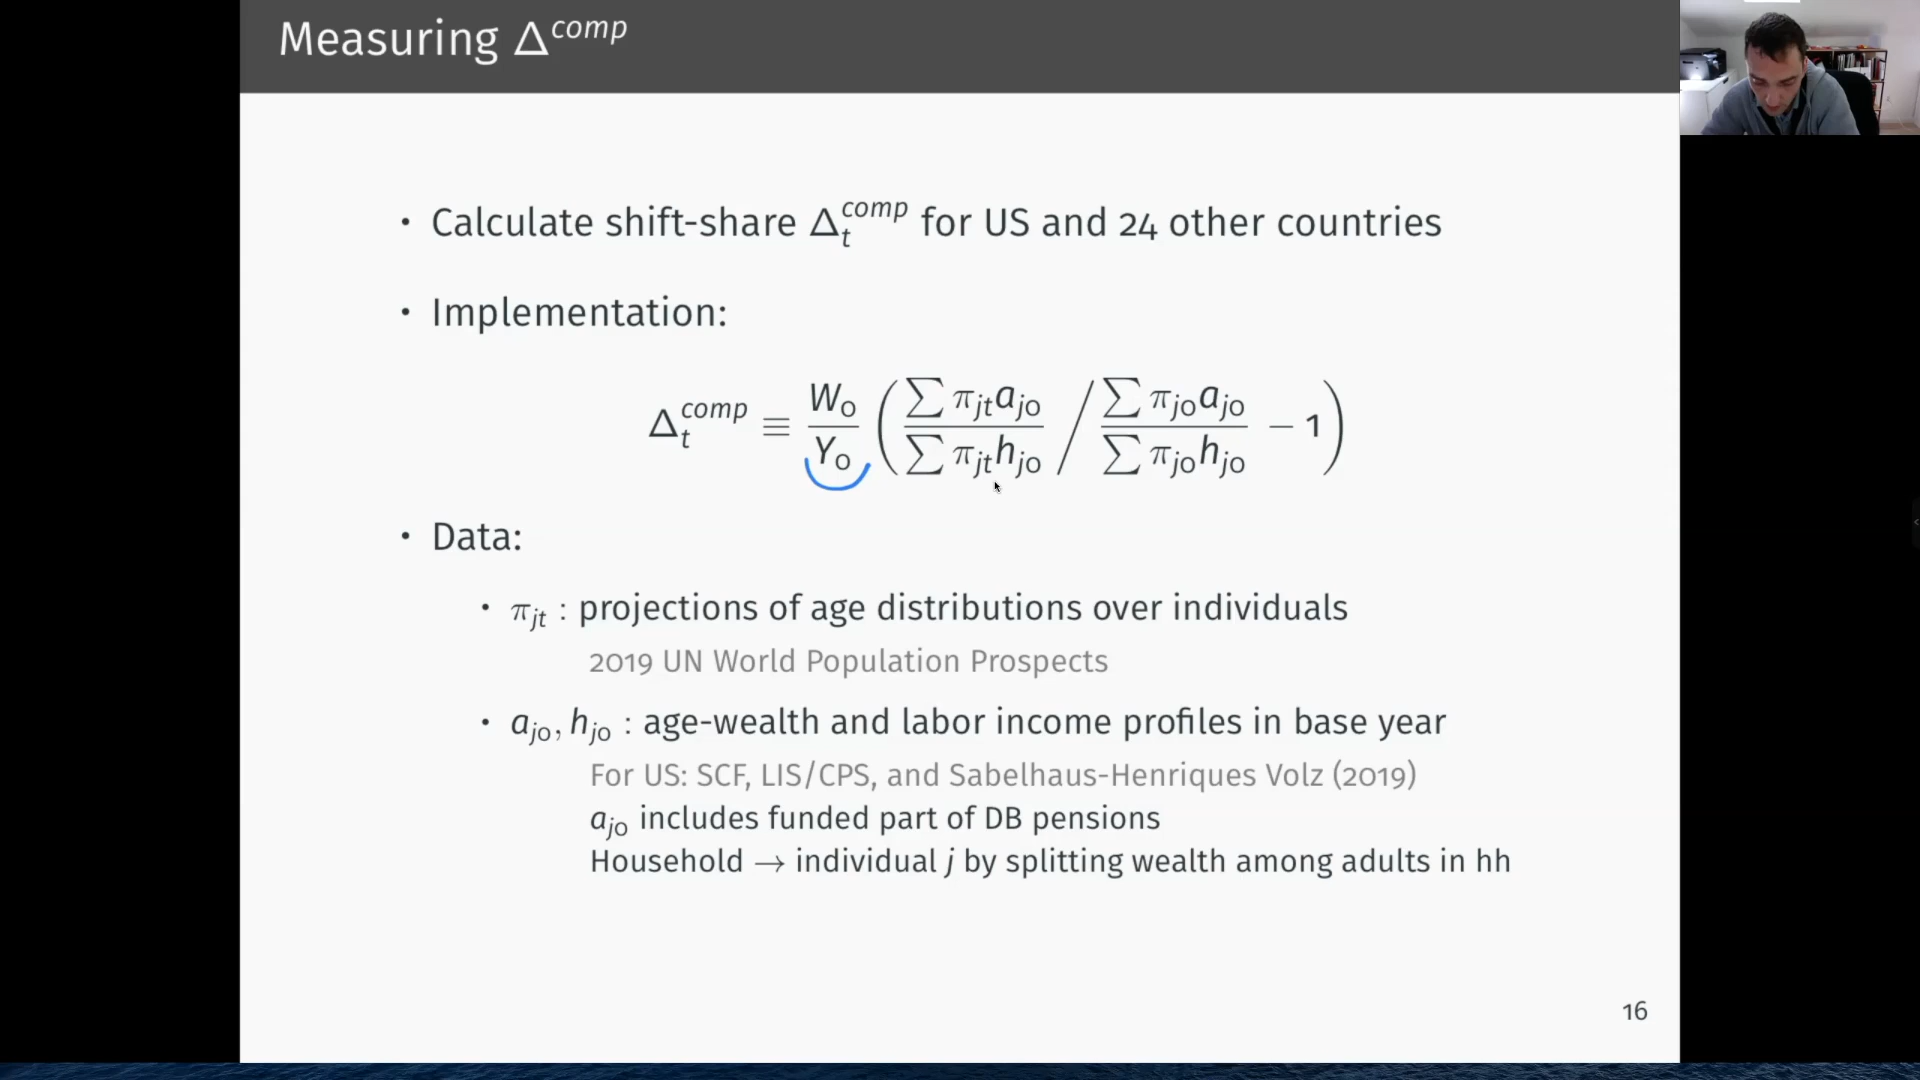 Measuring Δ^comp
• Calculate shift-share Δ_t^comp for US and 24 other countries
• Implementation:
Δ_t^comp ≡ W_0/Y_0 ( (∑ π_jt a_j0)/(∑ π_jt h_j0) / (∑ π_j0 a_j0)/(∑ π_j0 h_j0) − 1 )
• Data:
• π_jt : projections of age distributions over individuals
2019 UN World Population Prospects
• a_j0, h_j0 : age-wealth and labor income profiles in base year
For US: SCF, LIS/CPS, and Sabelhaus-Henriques Volz (2019)
a_j0 includes funded part of DB pensions
Household → individual j by splitting wealth among adults in hh
16